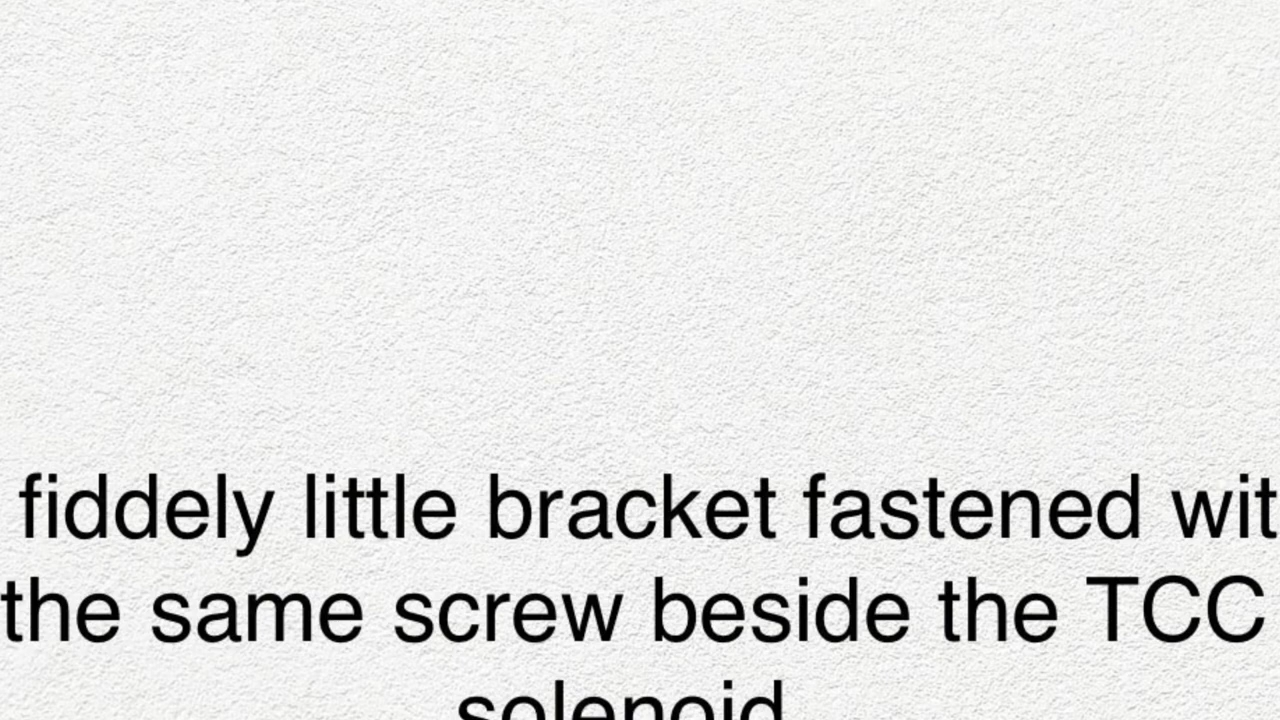 fiddely little bracket fastened wit
the same screw beside the TCC
solenoid